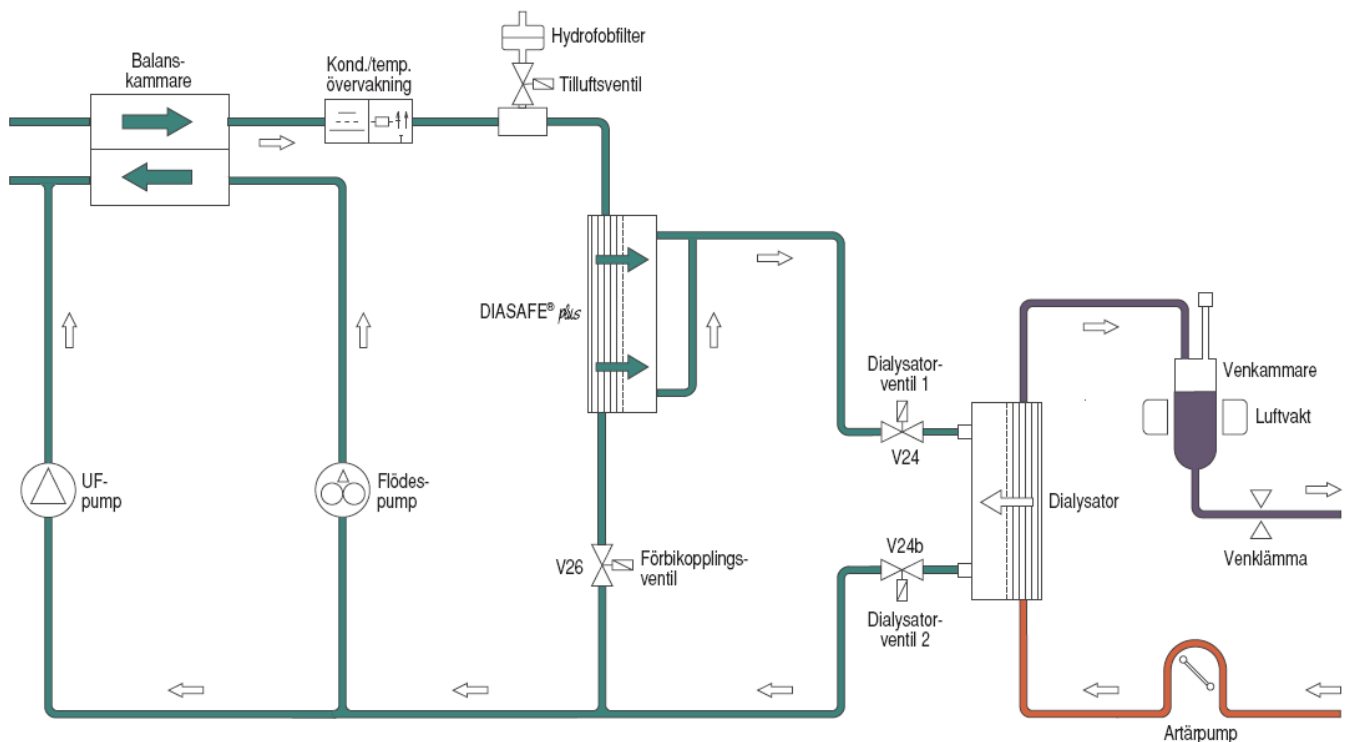 Hydrofobfilter
Balans-
kammare
Kond./temp.
övervakning
Tilluftsventil
DIASAFE® plus
Dialysator-
ventil 1
V24
Venkammare
Luftvakt
UF-
pump
Flödes-
pump
Dialysator
V26
Förbikopplings-
ventil
V24b
Dialysator-
ventil 2
Venklämma
Artärpump